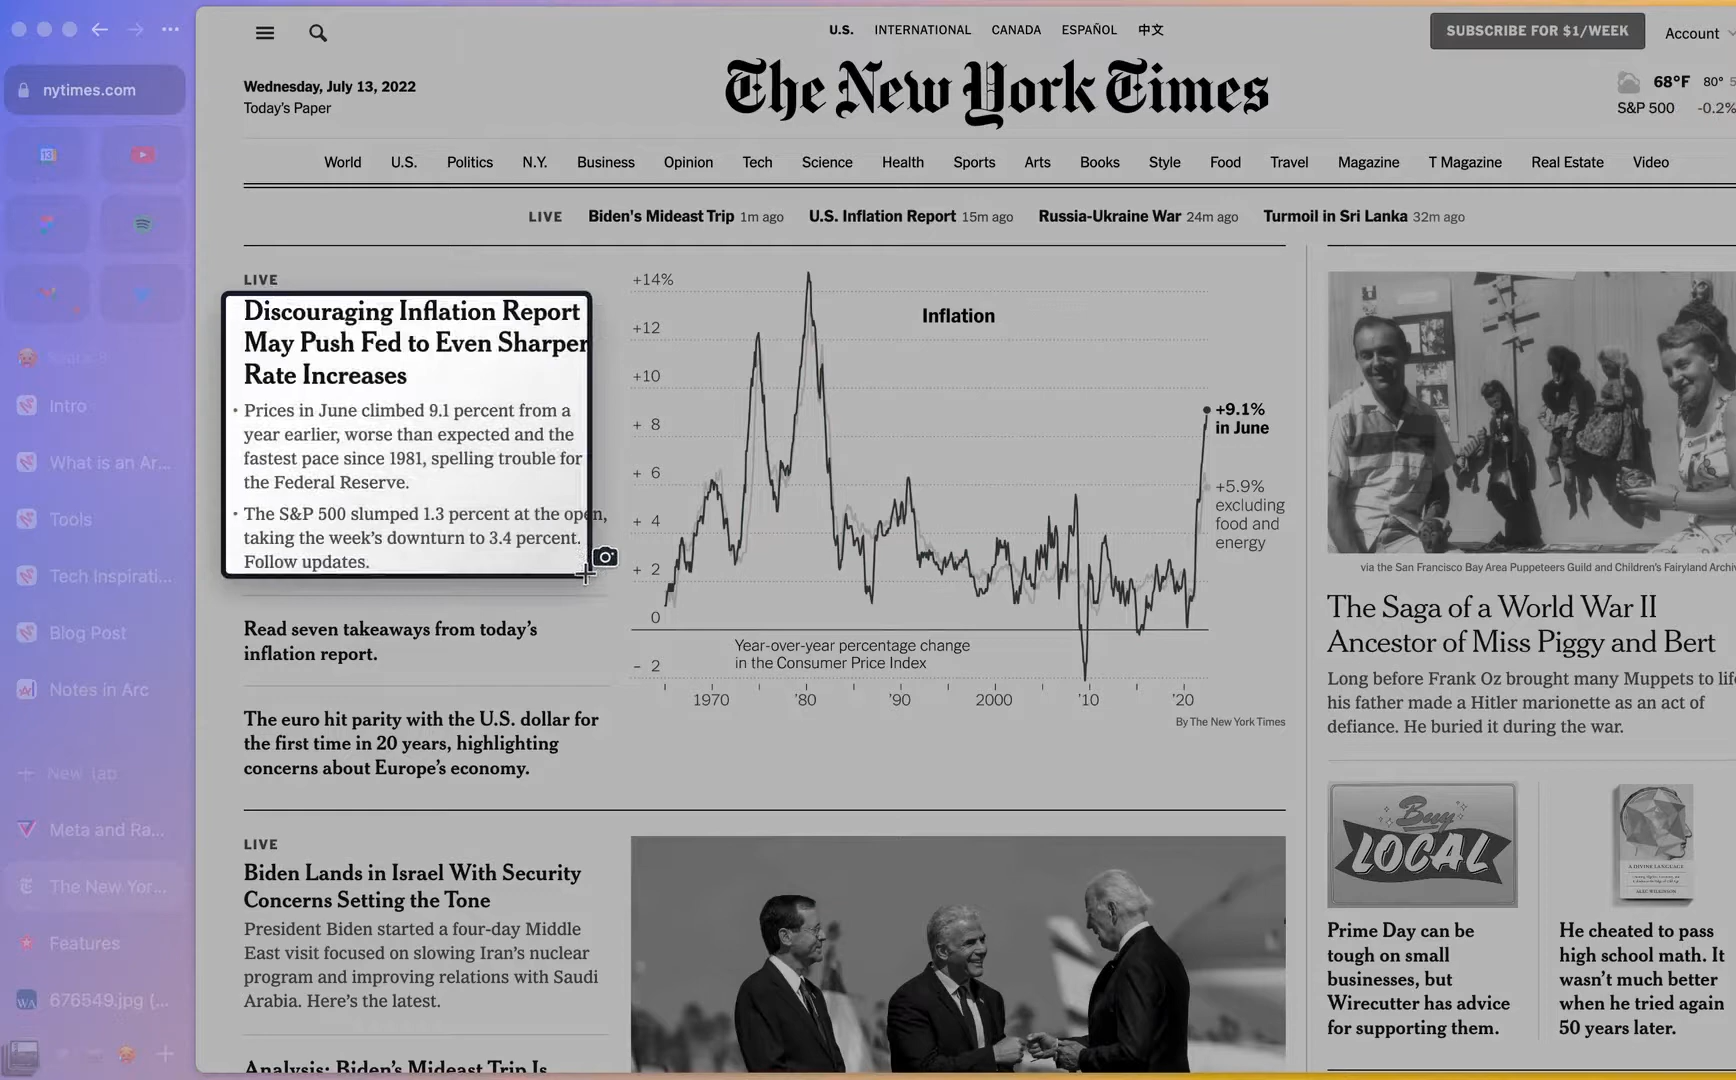 nytimes.com
Intro
What is an Ar...
Tools
Tech Inspirati...
Blog Post
Notes in Arc
New Tab
Meta and Ra...
The New Yor...
Features
676549.jpg (...
U.S. INTERNATIONAL CANADA ESPAÑOL 中文
SUBSCRIBE FOR $1/WEEK
Account
Wednesday, July 13, 2022
Today's Paper
The New York Times
68°F 80°
S&P 500 -0.2%
World U.S. Politics N.Y. Business Opinion Tech Science Health Sports Arts Books Style Food Travel Magazine T Magazine Real Estate Video
LIVE Biden's Mideast Trip 1m ago U.S. Inflation Report 15m ago Russia-Ukraine War 24m ago Turmoil in Sri Lanka 32m ago
LIVE
Discouraging Inflation Report
May Push Fed to Even Sharper
Rate Increases
• Prices in June climbed 9.1 percent from a
year earlier, worse than expected and the
fastest pace since 1981, spelling trouble for
the Federal Reserve.
• The S&P 500 slumped 1.3 percent at the open,
taking the week's downturn to 3.4 percent.
Follow updates.
Read seven takeaways from today's
inflation report.
The euro hit parity with the U.S. dollar for
the first time in 20 years, highlighting
concerns about Europe's economy.
Inflation
+14%
+12
+10
+ 8
+ 6
+ 4
+ 2
0
− 2
+9.1%
in June
+5.9%
excluding
food and
energy
Year-over-year percentage change
in the Consumer Price Index
1970 '80 '90 2000 '10 '20
By The New York Times
LIVE
Biden Lands in Israel With Security
Concerns Setting the Tone
President Biden started a four-day Middle
East visit focused on slowing Iran's nuclear
program and improving relations with Saudi
Arabia. Here's the latest.
Analysis: Biden's Mideast Trip Is
via the San Francisco Bay Area Puppeteers Guild and Children's Fairyland Archiv
The Saga of a World War II
Ancestor of Miss Piggy and Bert
Long before Frank Oz brought many Muppets to life
his father made a Hitler marionette as an act of
defiance. He buried it during the war.
Buy
LOCAL
Prime Day can be
tough on small
businesses, but
Wirecutter has advice
for supporting them.
A DIVINE LANGUAGE
ALEC WILKINSON
He cheated to pass
high school math. It
wasn't much better
when he tried again
50 years later.